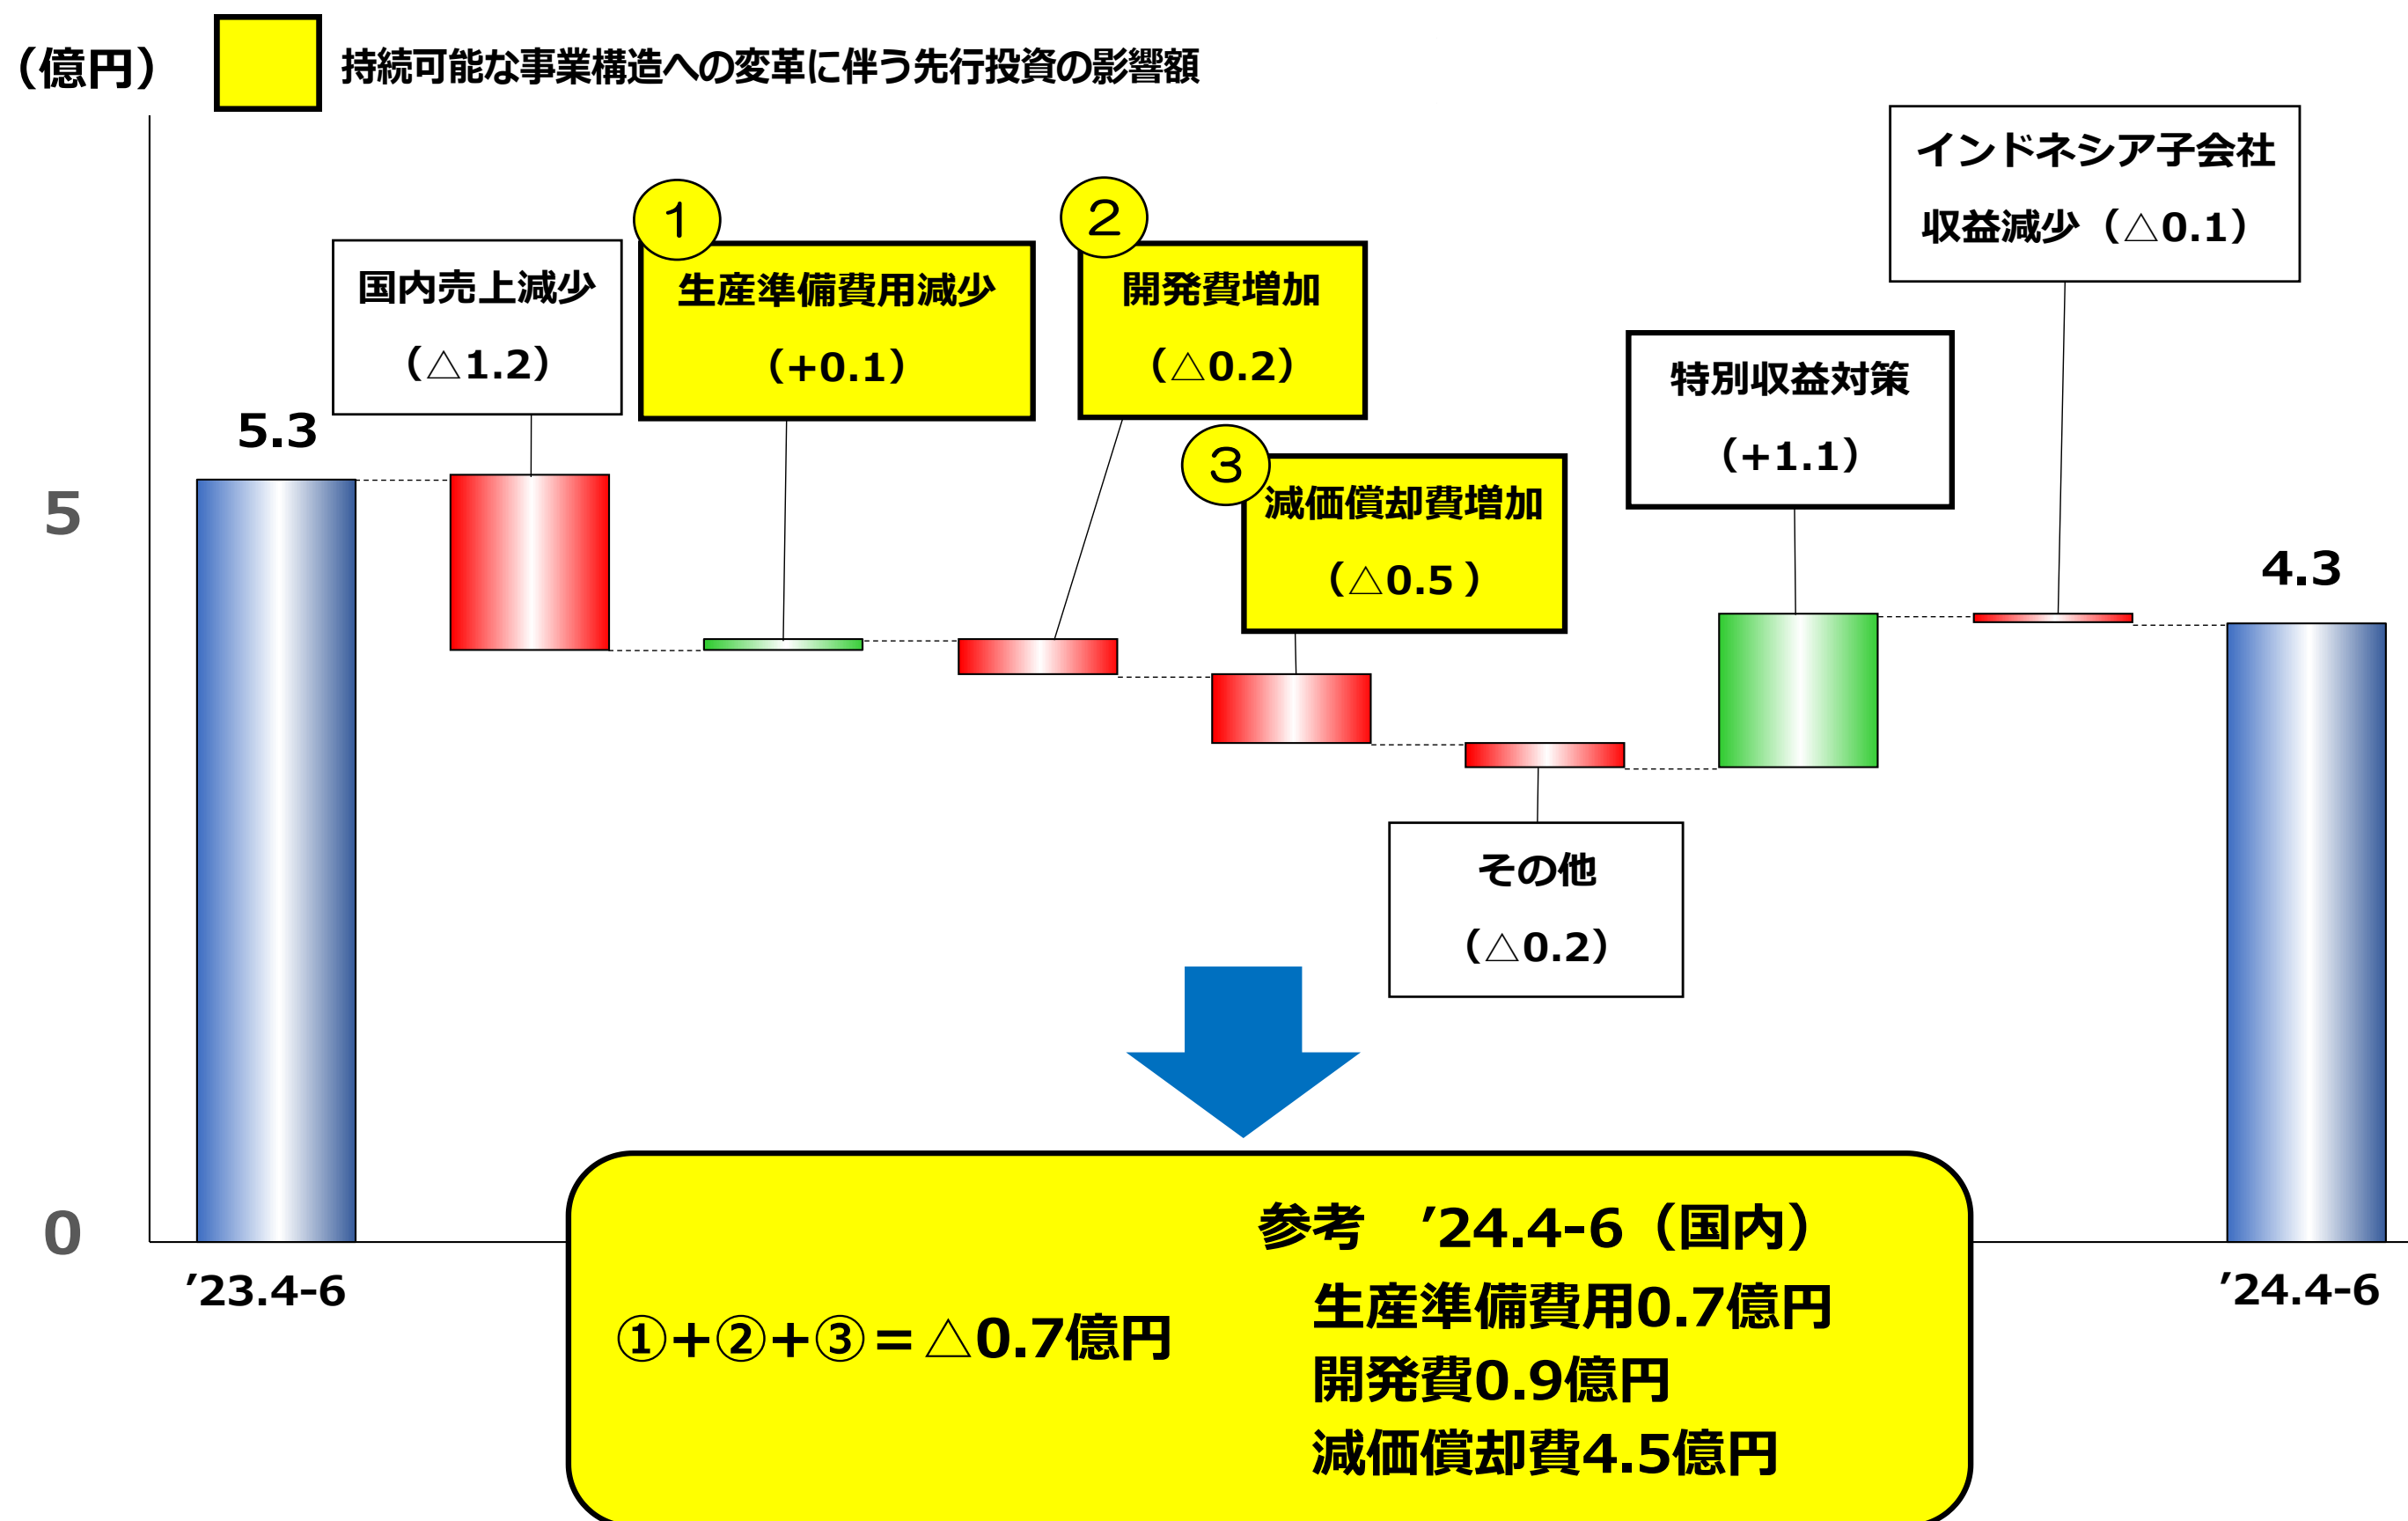 （億円）
持続可能な事業構造への変革に伴う先行投資の影響額
インドネシア子会社
収益減少（△0.1）
1
2
国内売上減少
（△1.2）
生産準備費用減少
（+0.1）
開発費増加
（△0.2）
特別収益対策
（+1.1）
5.3
3
減価償却費増加
（△0.5 ）
5
4.3
その他
（△0.2）
0
’23.4-6
’24.4-6
①+②+③＝△0.7億円
参考　’24.4-6（国内）
生産準備費用0.7億円
開発費0.9億円
減価償却費4.5億円